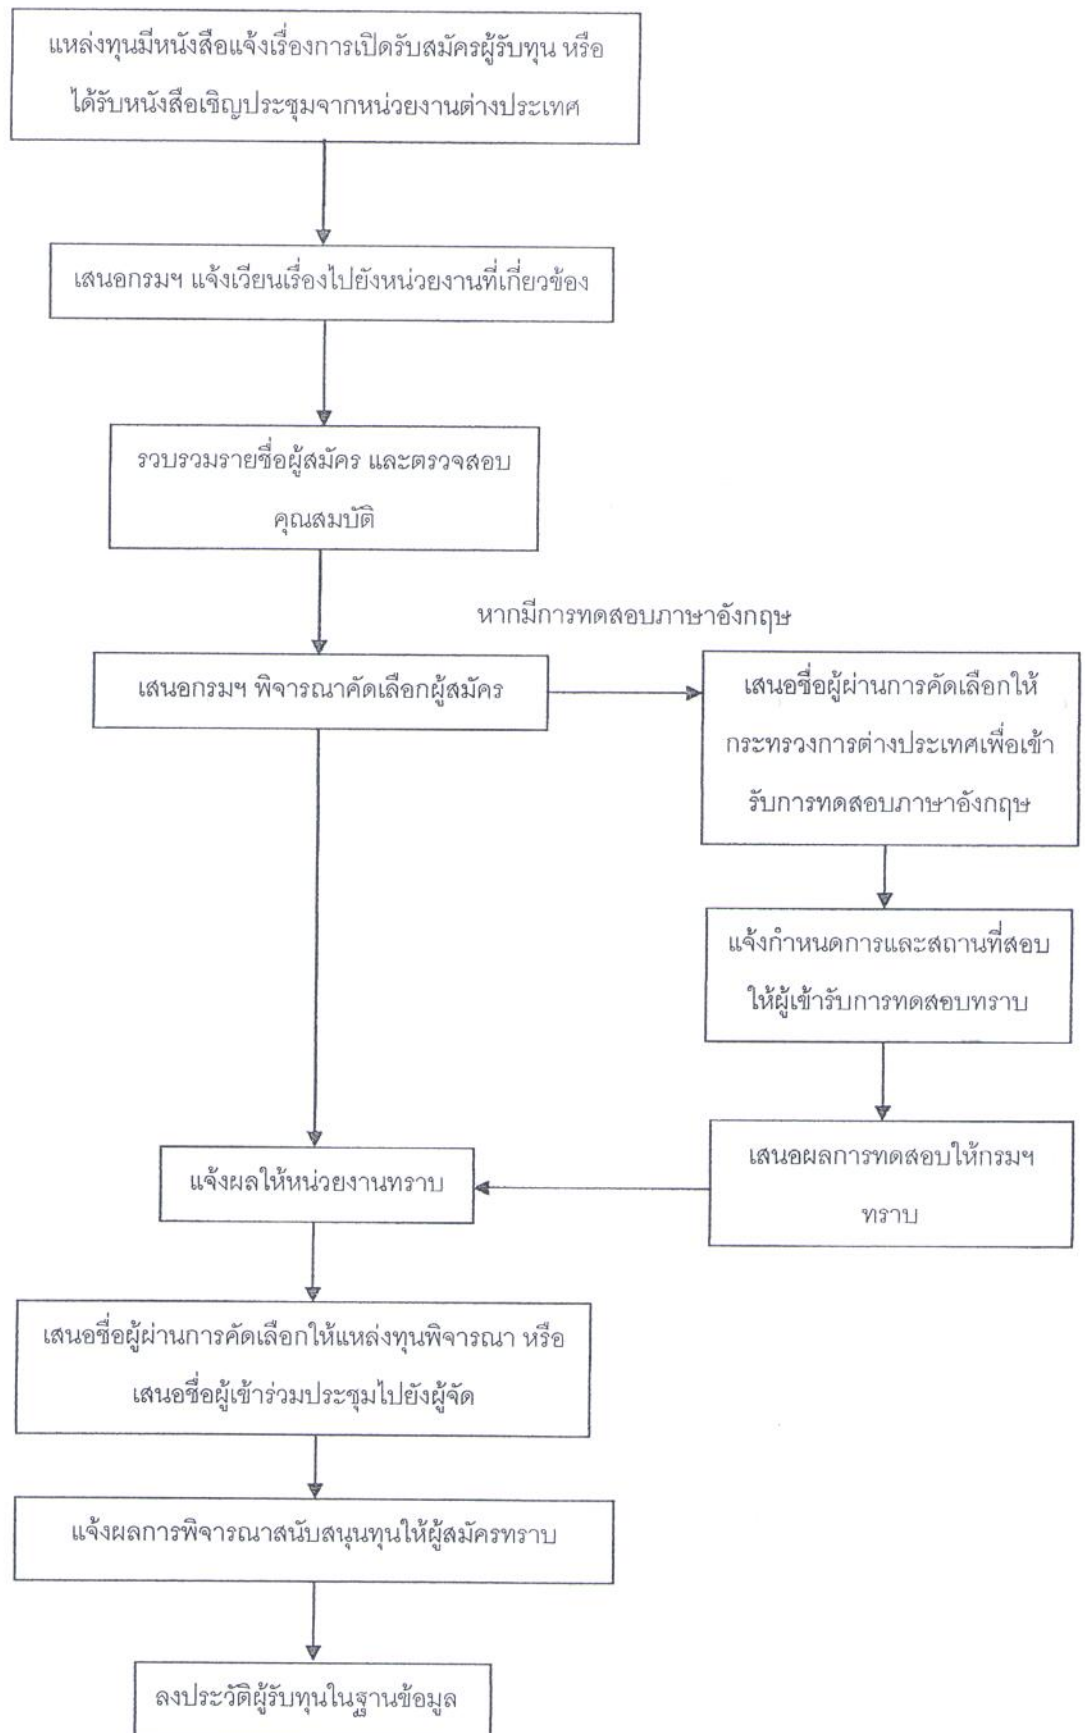 แหล่งทุนมีหนังสือแจ้งเรื่องการเปิดรับสมัครผู้รับทุน หรือ
ได้รับหนังสือเชิญประชุมจากหน่วยงานต่างประเทศ
เสนอกรมฯ แจ้งเวียนเรื่องไปยังหน่วยงานที่เกี่ยวข้อง
รวบรวมรายชื่อผู้สมัคร และตรวจสอบ
คุณสมบัติ
หากมีการทดสอบภาษาอังกฤษ
เสนอกรมฯ พิจารณาคัดเลือกผู้สมัคร
เสนอชื่อผู้ผ่านการคัดเลือกให้
กระทรวงการต่างประเทศเพื่อเข้า
รับการทดสอบภาษาอังกฤษ
แจ้งกำหนดการและสถานที่สอบ
ให้ผู้เข้ารับการทดสอบทราบ
เสนอผลการทดสอบให้กรมฯ
ทราบ
แจ้งผลให้หน่วยงานทราบ
เสนอชื่อผู้ผ่านการคัดเลือกให้แหล่งทุนพิจารณา หรือ
เสนอชื่อผู้เข้าร่วมประชุมไปยังผู้จัด
แจ้งผลการพิจารณาสนับสนุนทุนให้ผู้สมัครทราบ
ลงประวัติผู้รับทุนในฐานข้อมูล